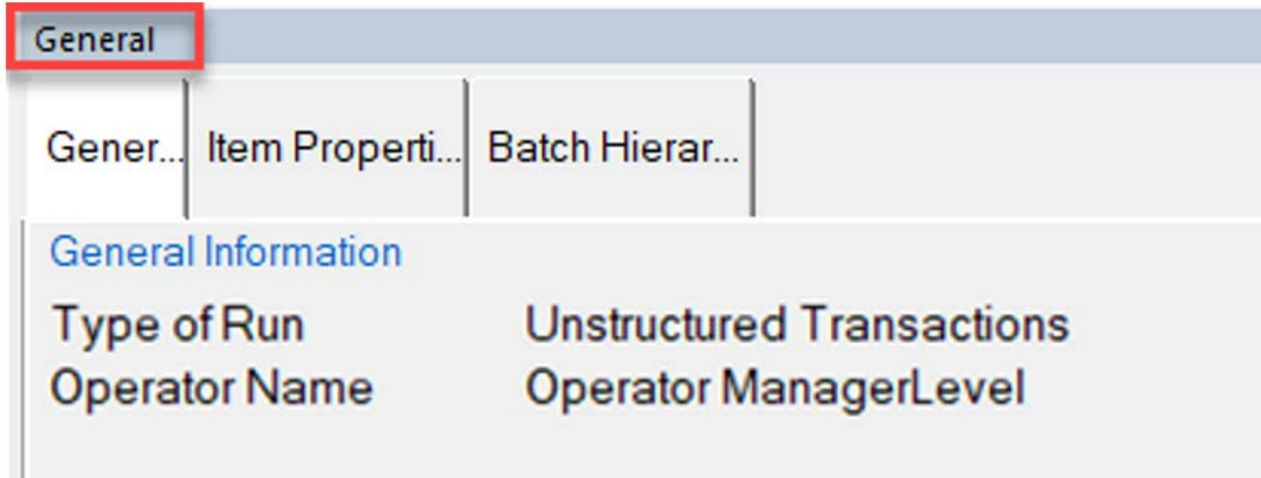 General
Gener... Item Properti... Batch Hierar...
General Information
Type of Run Unstructured Transactions
Operator Name Operator ManagerLevel